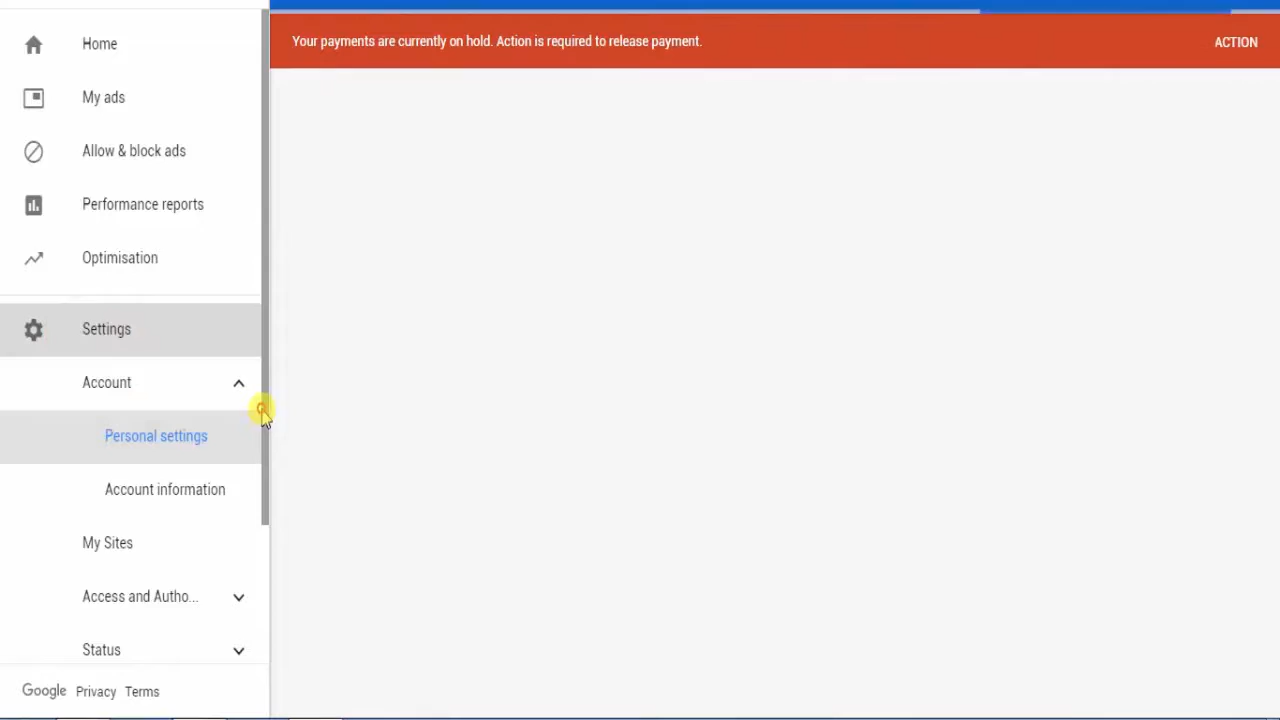 Your payments are currently on hold. Action is required to release payment.
ACTION
Home
My ads
Allow & block ads
Performance reports
Optimisation
Settings
Account
Personal settings
Account information
My Sites
Access and Autho...
Status
Google Privacy Terms